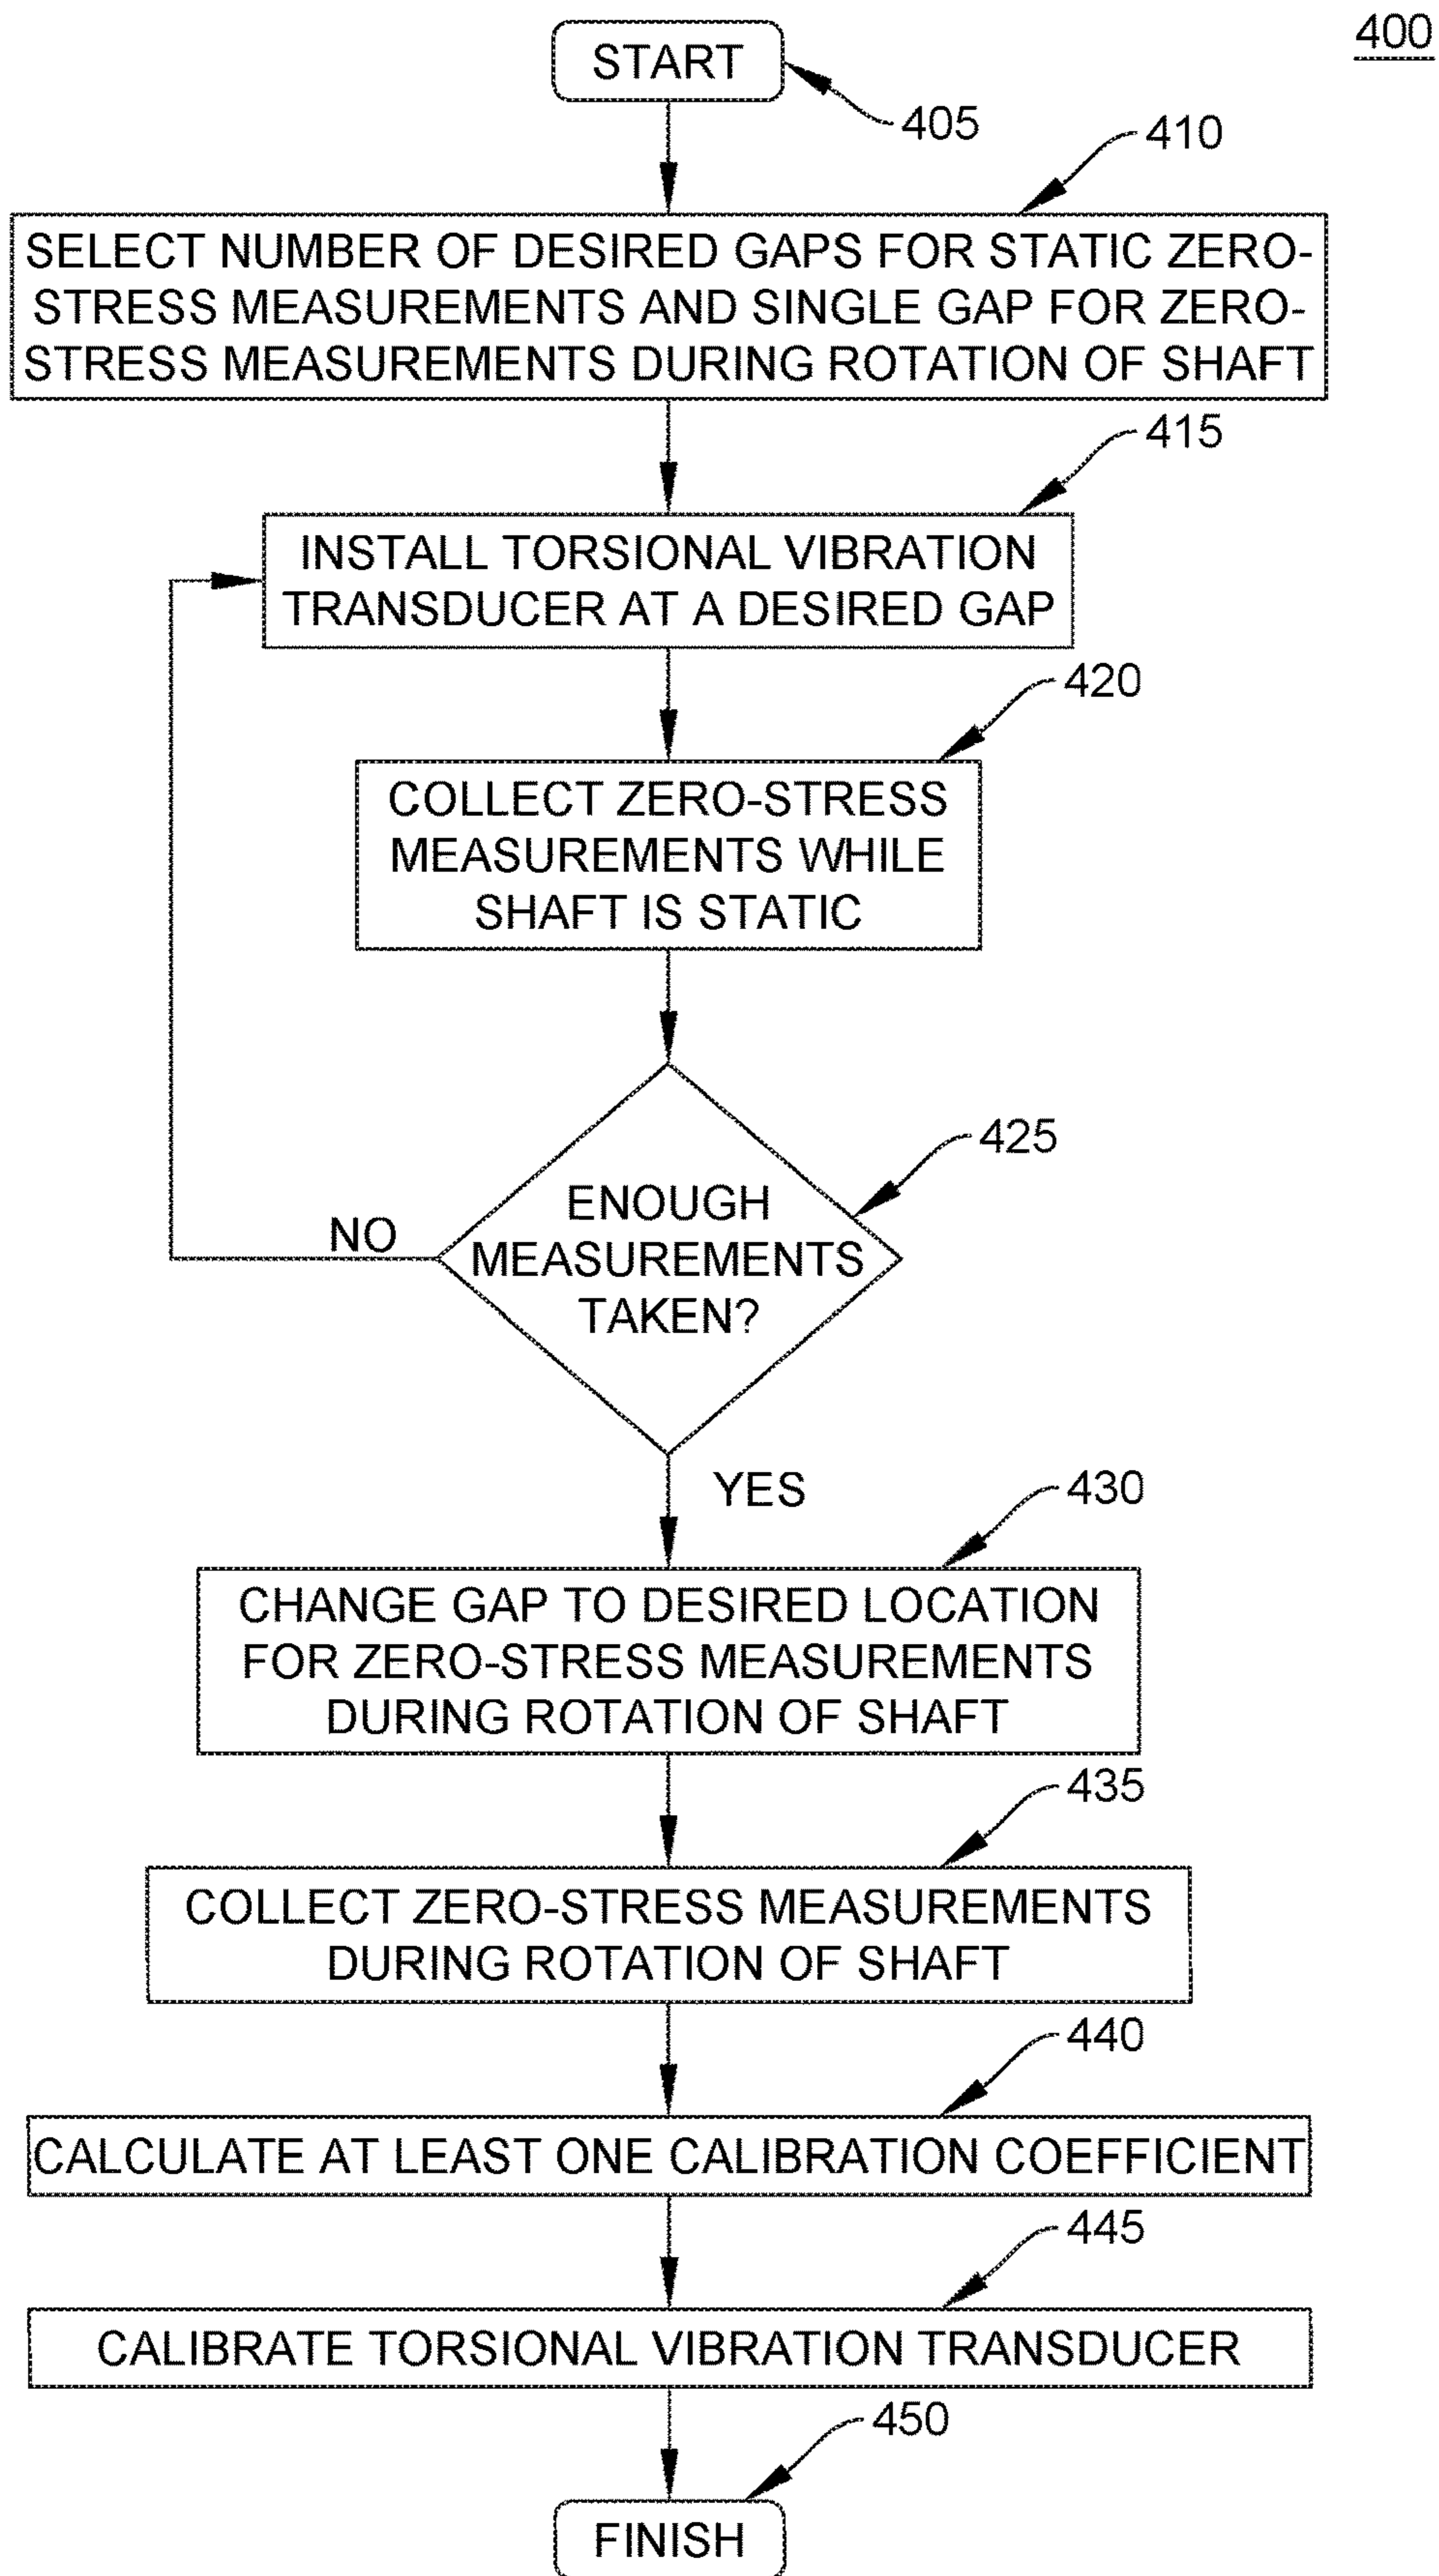 400
START
405
410
SELECT NUMBER OF DESIRED GAPS FOR STATIC ZERO-
STRESS MEASUREMENTS AND SINGLE GAP FOR ZERO-
STRESS MEASUREMENTS DURING ROTATION OF SHAFT
415
INSTALL TORSIONAL VIBRATION
TRANSDUCER AT A DESIRED GAP
420
COLLECT ZERO-STRESS
MEASUREMENTS WHILE
SHAFT IS STATIC
425
ENOUGH
MEASUREMENTS
TAKEN?
NO
YES
430
CHANGE GAP TO DESIRED LOCATION
FOR ZERO-STRESS MEASUREMENTS
DURING ROTATION OF SHAFT
435
COLLECT ZERO-STRESS MEASUREMENTS
DURING ROTATION OF SHAFT
440
CALCULATE AT LEAST ONE CALIBRATION COEFFICIENT
445
CALIBRATE TORSIONAL VIBRATION TRANSDUCER
450
FINISH